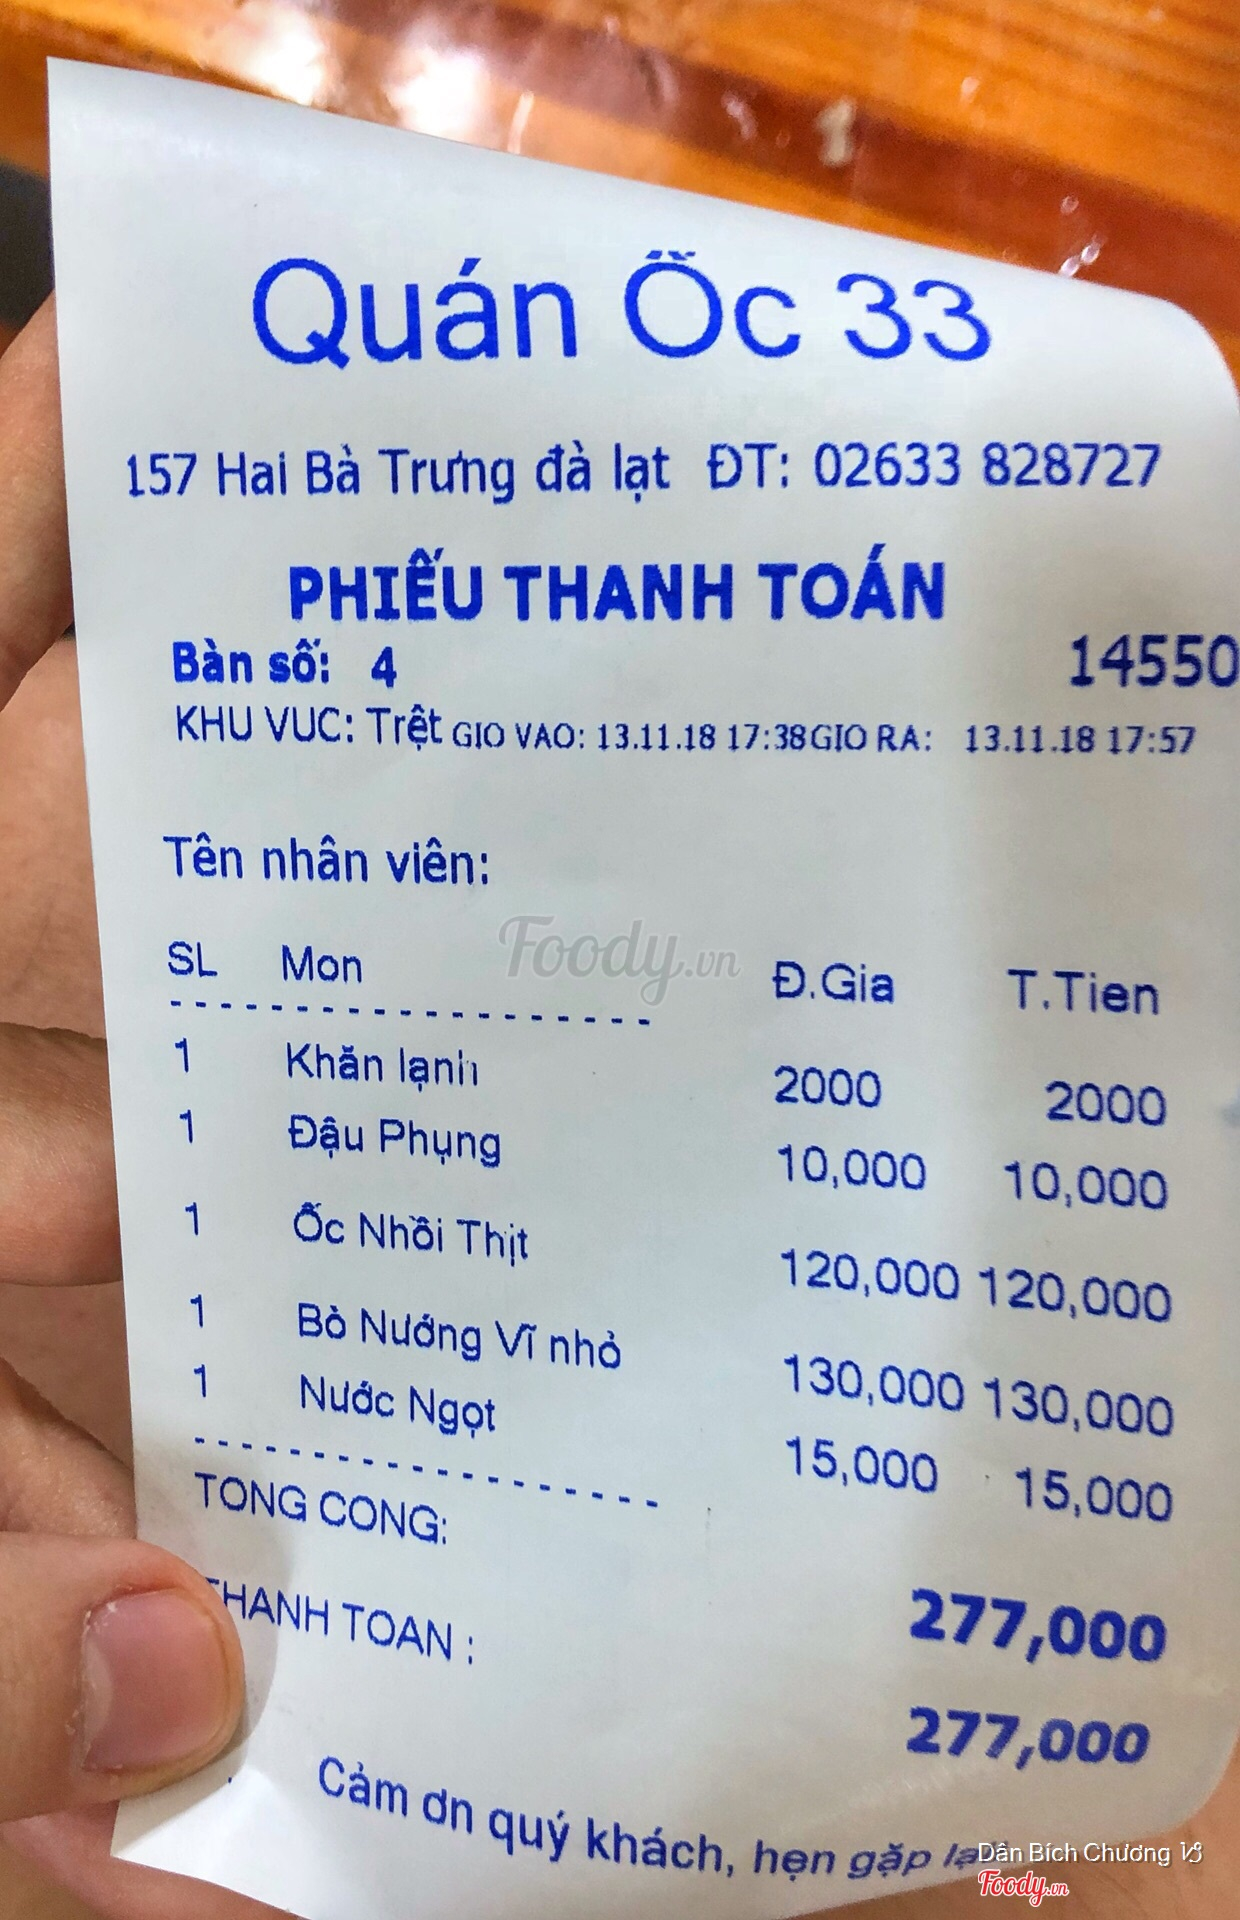 Quán Ốc 33
157 Hai Bà Trưng đà lạt ĐT: 02633 828727
PHIẾU THANH TOÁN
Bàn số: 4 14550
KHU VUC: Trệt GIO VAO: 13.11.18 17:38 GIO RA: 13.11.18 17:57
Tên nhân viên:
Foody.vn
SL Mon Đ.Gia T.Tien
1 Khăn lạnh 2000 2000
1 Đậu Phụng 10,000 10,000
1 Ốc Nhồi Thịt 120,000 120,000
1 Bò Nướng Vĩ nhỏ 130,000 130,000
1 Nước Ngọt 15,000 15,000
TONG CONG: 277,000
THANH TOAN : 277,000
Cảm ơn quý khách, hẹn gặp
Dân Bích Chương
Foody.vn